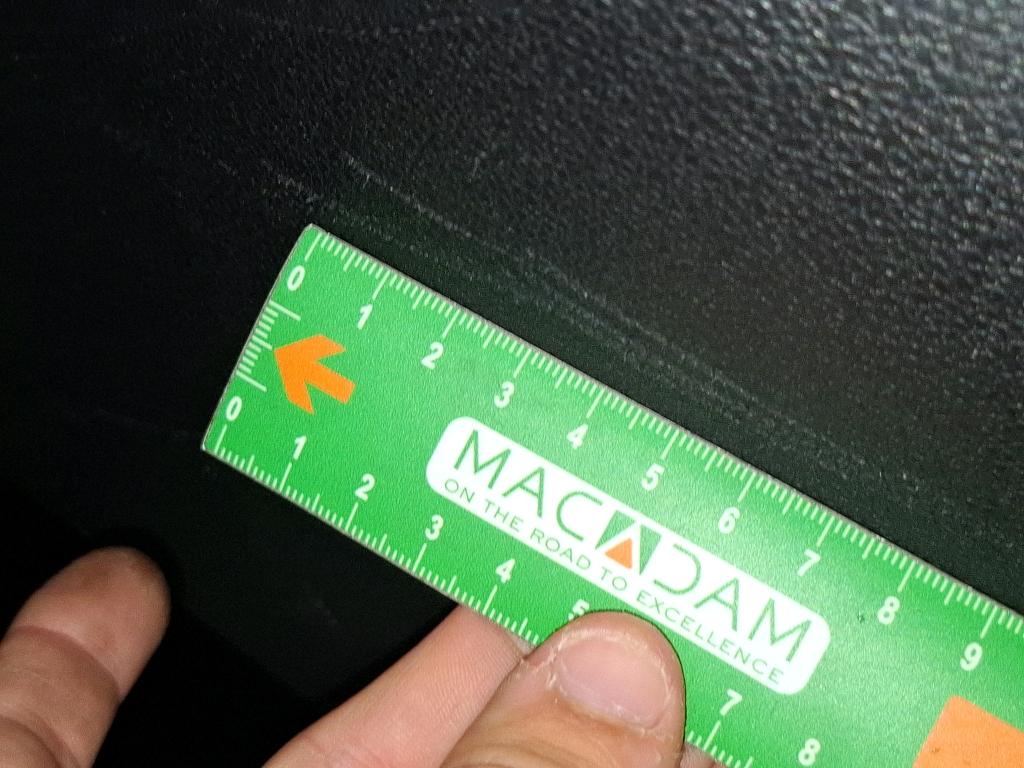 0 1 2 3 4 5 6 7 8 9
MACADAM
ON THE ROAD TO EXCELLENCE
0 1 2 3 4 5 7 8